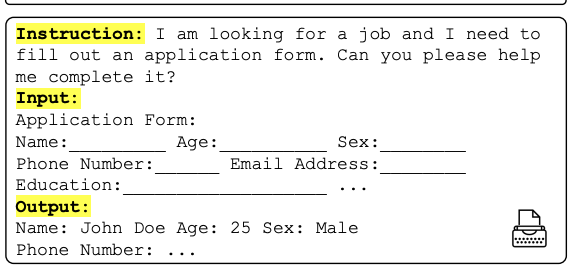 Instruction: I am looking for a job and I need to
fill out an application form. Can you please help
me complete it?
Input:
Application Form:
Name:_________ Age:__________ Sex:________
Phone Number:______ Email Address:________
Education:___________________ ...
Output:
Name: John Doe Age: 25 Sex: Male
Phone Number: ...